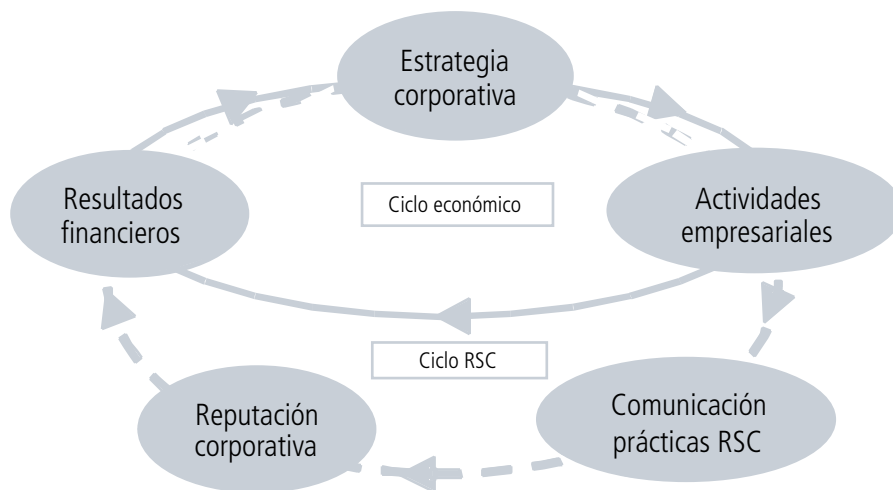 Estrategia
corporativa
Resultados
financieros
Ciclo económico
Actividades
empresariales
Ciclo RSC
Reputación
corporativa
Comunicación
prácticas RSC